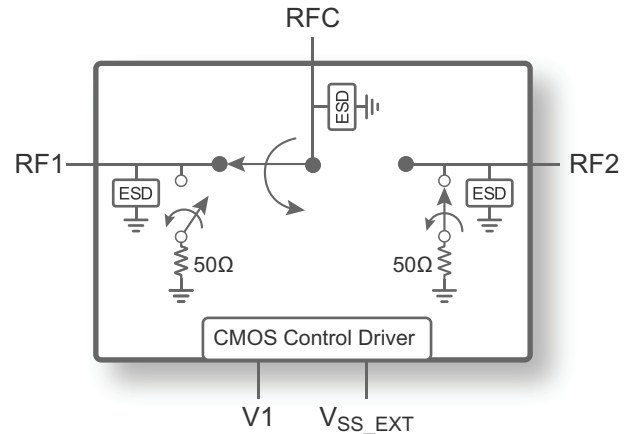 RFC
ESD
RF1
RF2
ESD
ESD
50Ω
50Ω
CMOS Control Driver
V1
VSS_EXT